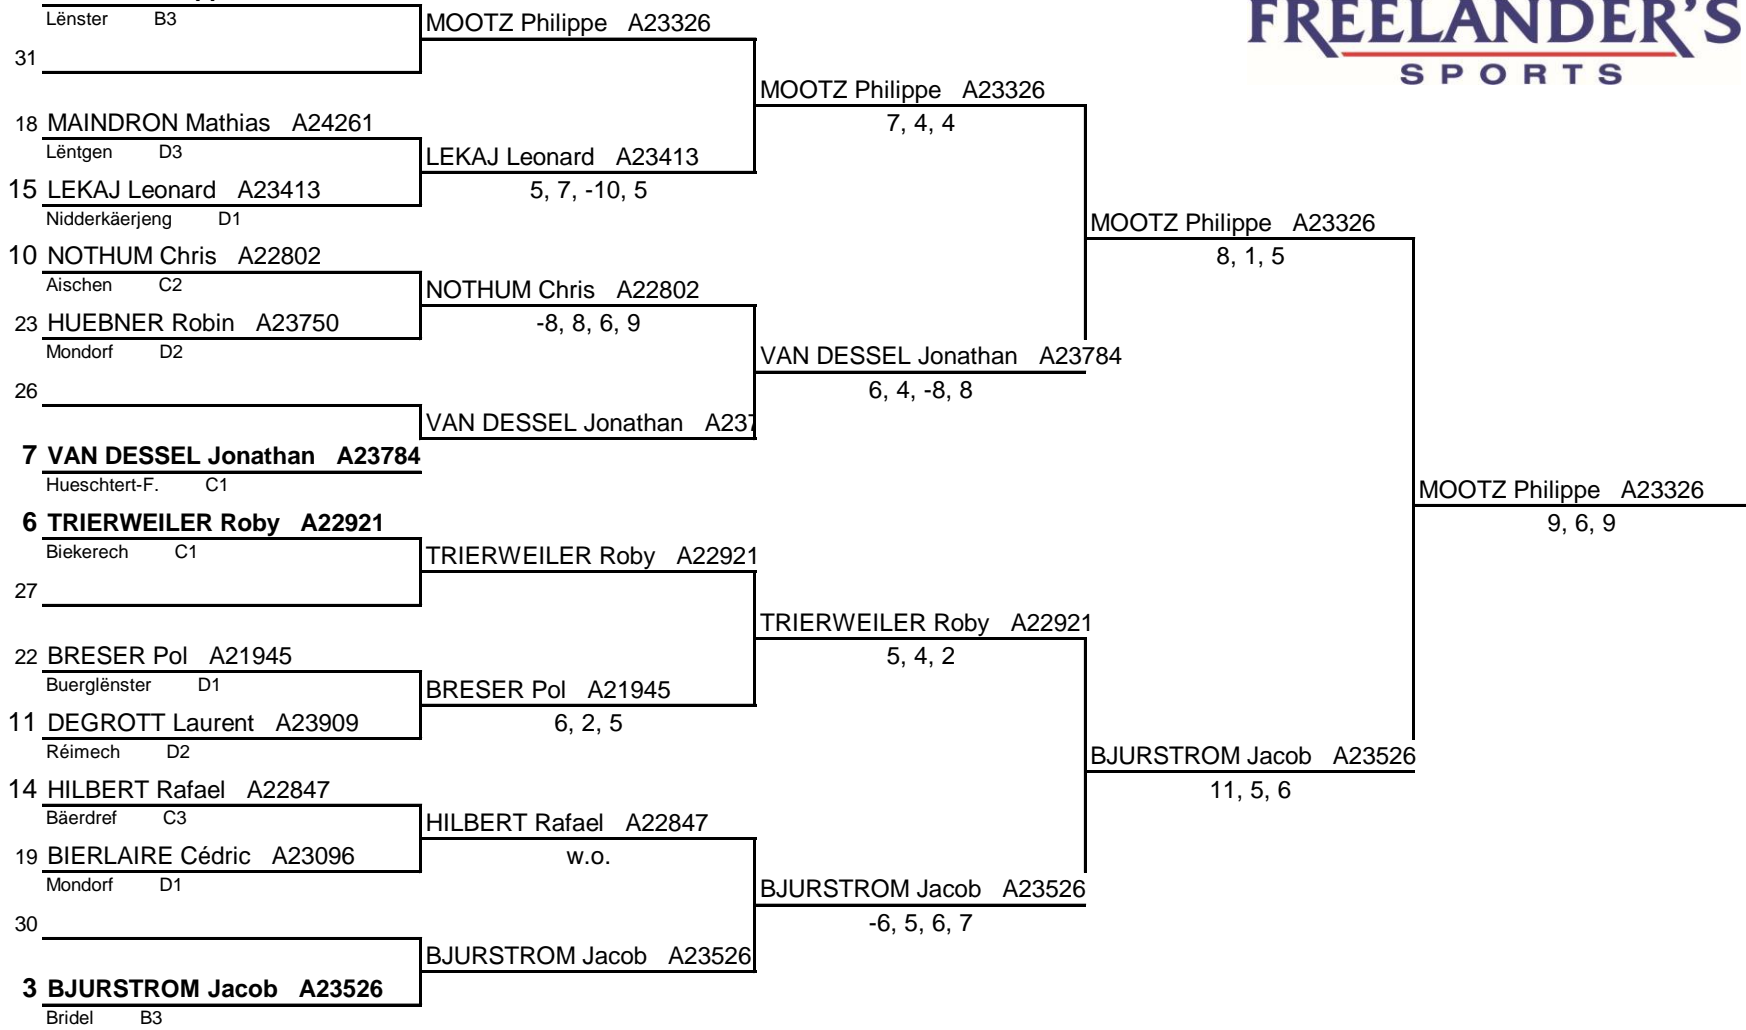 FREELANDER'S
SPORTS
Lënster B3
MOOTZ Philippe A23326
31
MOOTZ Philippe A23326
7, 4, 4
18 MAINDRON Mathias A24261
Lëntgen D3
LEKAJ Leonard A23413
5, 7, -10, 5
15 LEKAJ Leonard A23413
Nidderkäerjeng D1
MOOTZ Philippe A23326
8, 1, 5
10 NOTHUM Chris A22802
Aischen C2
NOTHUM Chris A22802
-8, 8, 6, 9
23 HUEBNER Robin A23750
Mondorf D2
VAN DESSEL Jonathan A23784
6, 4, -8, 8
26
VAN DESSEL Jonathan A237
7 VAN DESSEL Jonathan A23784
Hueschtert-F. C1
MOOTZ Philippe A23326
9, 6, 9
6 TRIERWEILER Roby A22921
Biekerech C1
TRIERWEILER Roby A22921
27
TRIERWEILER Roby A22921
5, 4, 2
22 BRESER Pol A21945
Buerglënster D1
BRESER Pol A21945
6, 2, 5
11 DEGROTT Laurent A23909
Réimech D2
BJURSTROM Jacob A23526
11, 5, 6
14 HILBERT Rafael A22847
Bäerdref C3
HILBERT Rafael A22847
w.o.
19 BIERLAIRE Cédric A23096
Mondorf D1
BJURSTROM Jacob A23526
-6, 5, 6, 7
30
BJURSTROM Jacob A23526
3 BJURSTROM Jacob A23526
Bridel B3